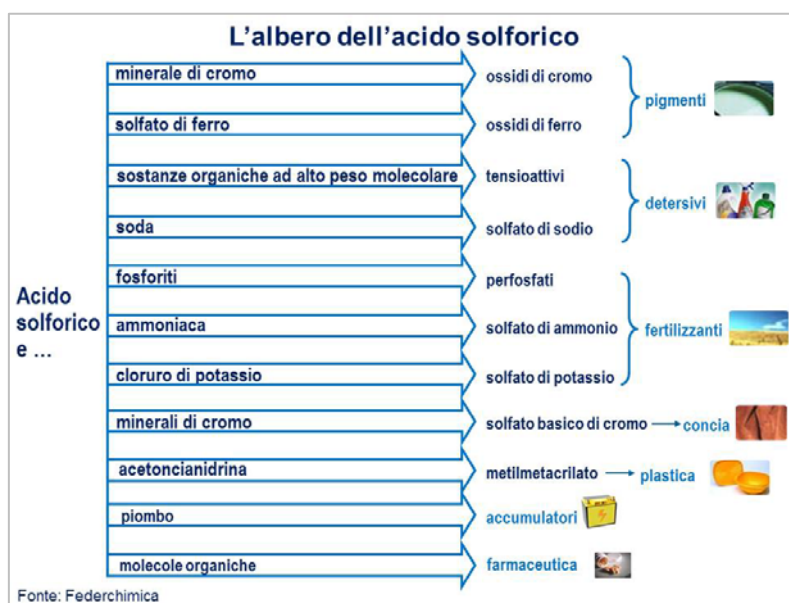 L'albero dell'acido solforico
minerale di cromo
ossidi di cromo
pigmenti
solfato di ferro
ossidi di ferro
sostanze organiche ad alto peso molecolare
tensioattivi
detersivi
soda
solfato di sodio
fosforiti
perfosfati
Acido
solforico
e ...
ammoniaca
solfato di ammonio
fertilizzanti
cloruro di potassio
solfato di potassio
minerali di cromo
solfato basico di cromo
concia
acetoncianidrina
metilmetacrilato
plastica
piombo
accumulatori
molecole organiche
farmaceutica
Fonte: Federchimica